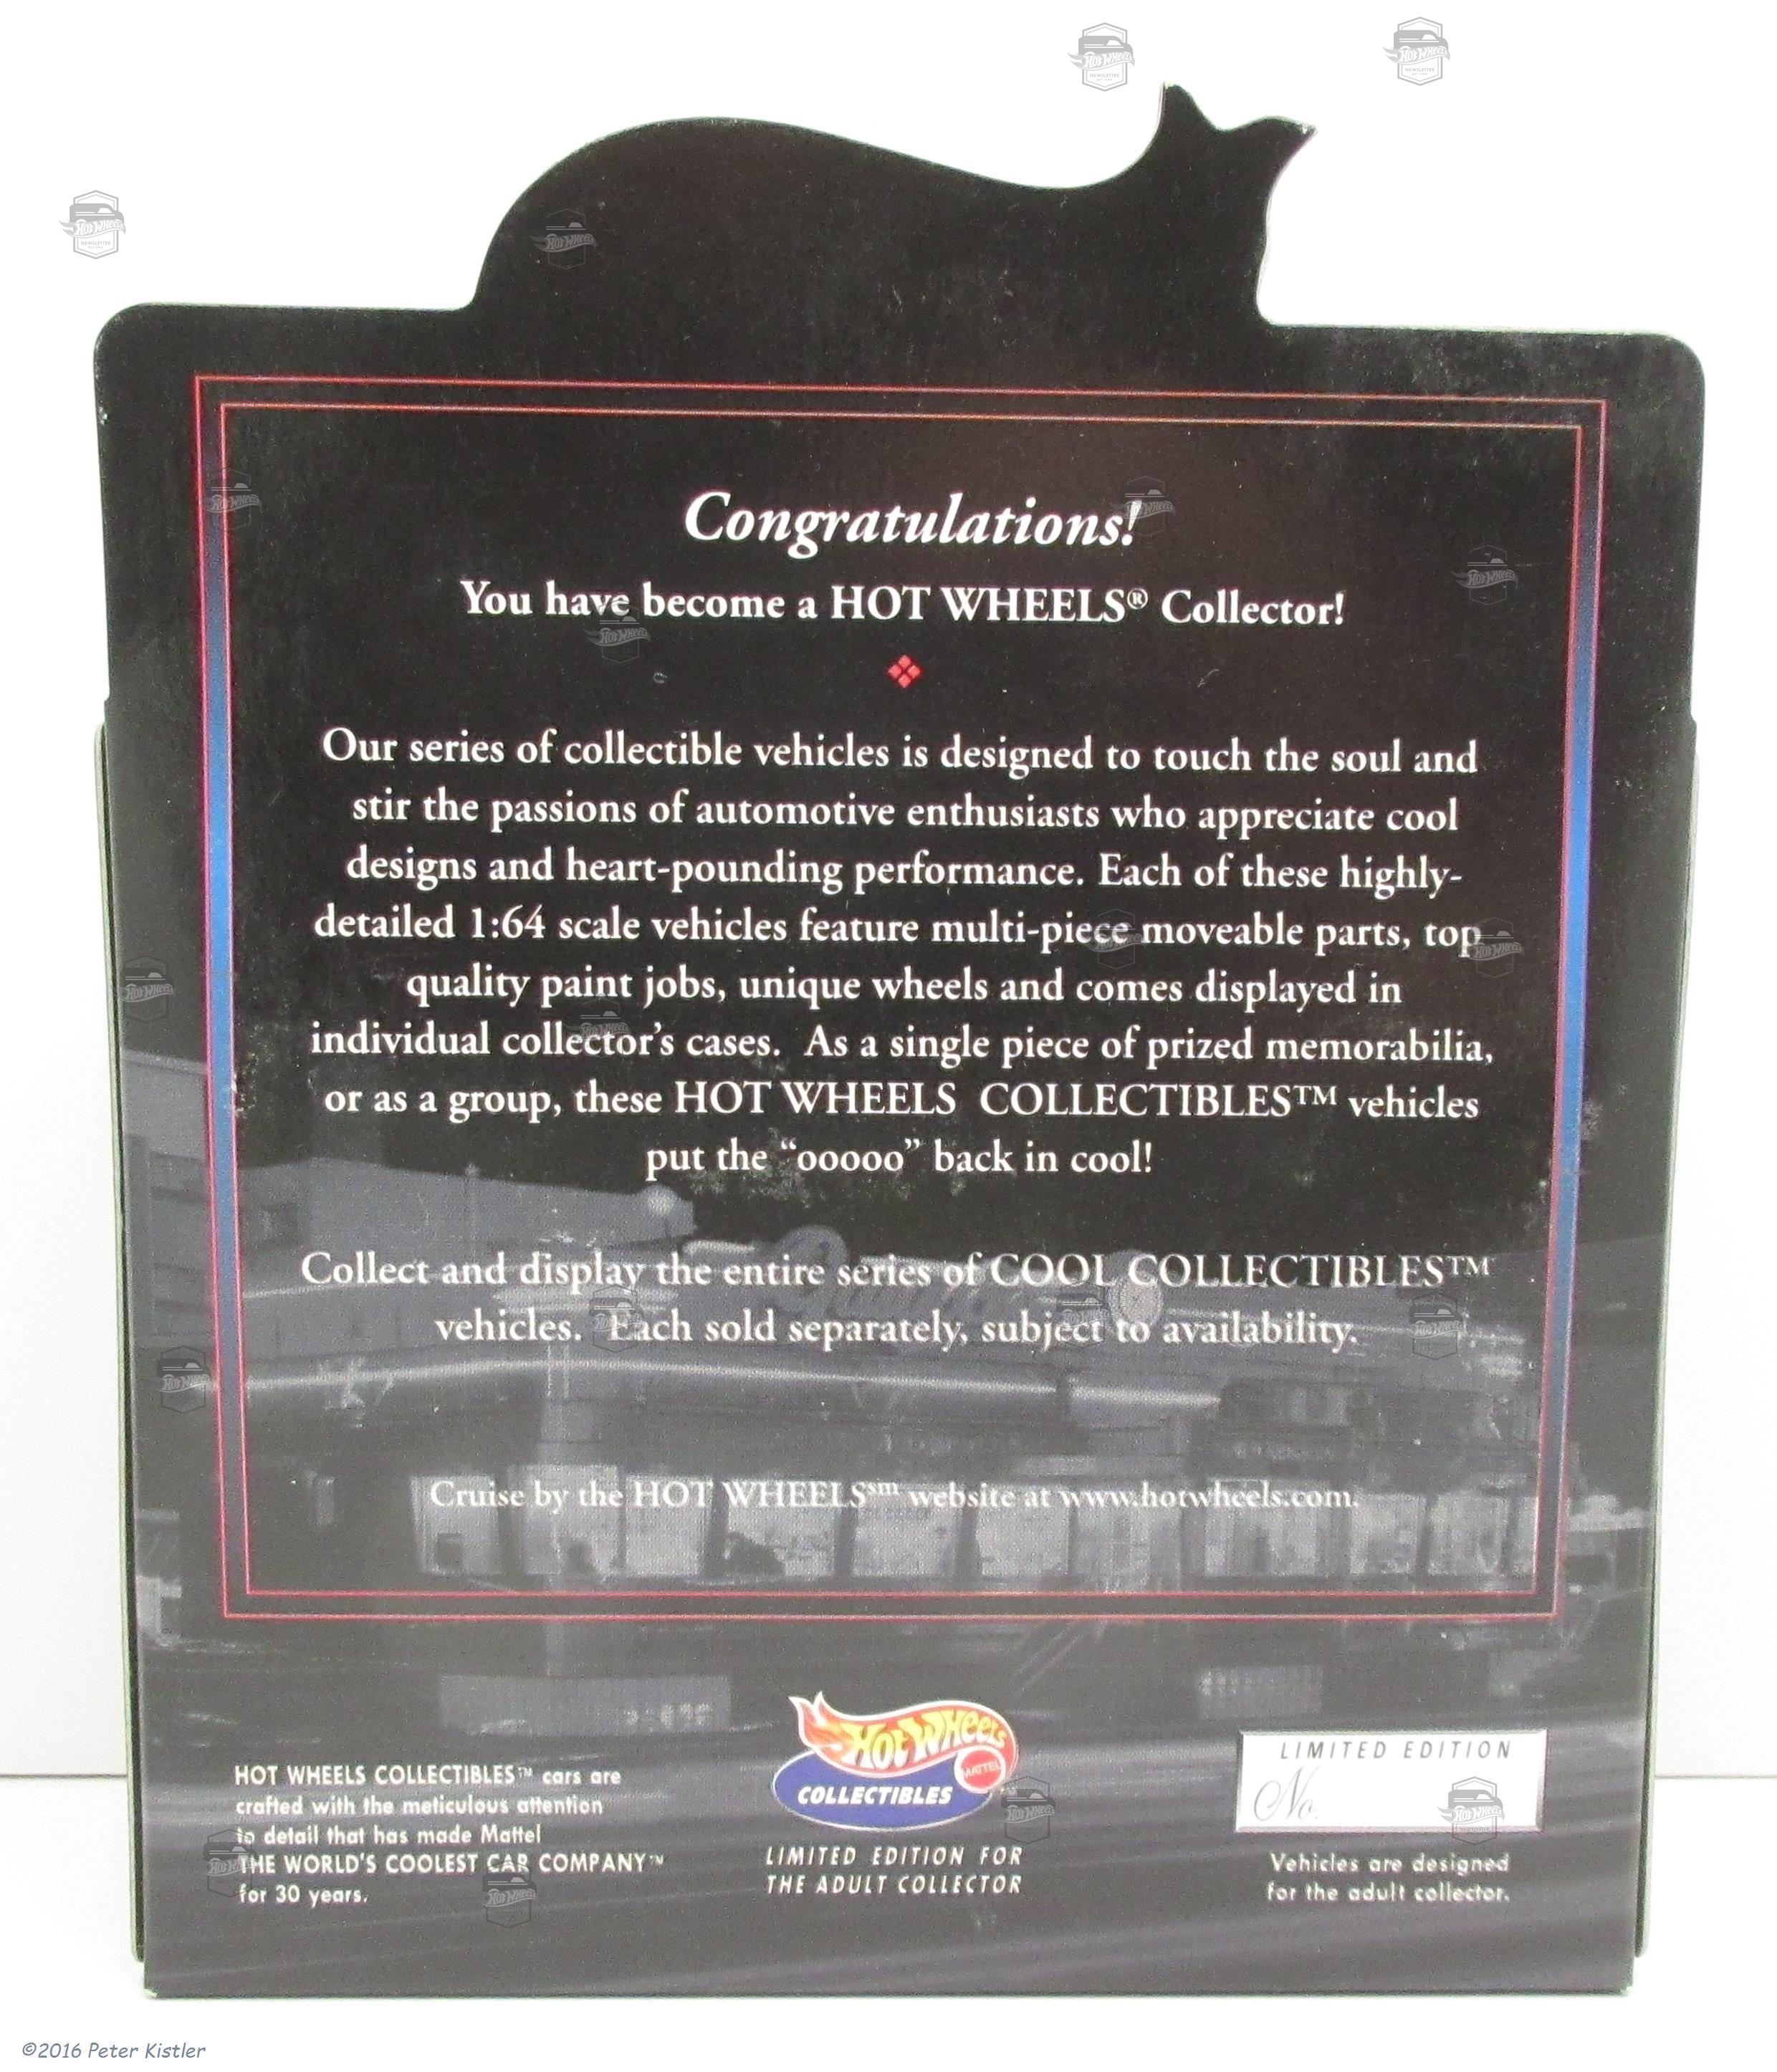 Congratulations!
You have become a HOT WHEELS® Collector!
Our series of collectible vehicles is designed to touch the soul and
stir the passions of automotive enthusiasts who appreciate cool
designs and heart-pounding performance. Each of these highly-
detailed 1:64 scale vehicles feature multi-piece moveable parts, top
quality paint jobs, unique wheels and comes displayed in
individual collector's cases. As a single piece of prized memorabilia,
or as a group, these HOT WHEELS COLLECTIBLES™ vehicles
put the “ooooo” back in cool!
Collect and display the entire series of COOL COLLECTIBLES™
vehicles. Each sold separately, subject to availability.
Cruise by the HOT WHEELS℠ website at www.hotwheels.com.
HOT WHEELS COLLECTIBLES™ cars are
crafted with the meticulous attention
to detail that has made Mattel
THE WORLD'S COOLEST CAR COMPANY™
for 30 years.
HOT WHEELS
MATTEL
COLLECTIBLES™
LIMITED EDITION FOR
THE ADULT COLLECTOR
LIMITED EDITION
No.
Vehicles are designed
for the adult collector.
©2016 Peter Kistler